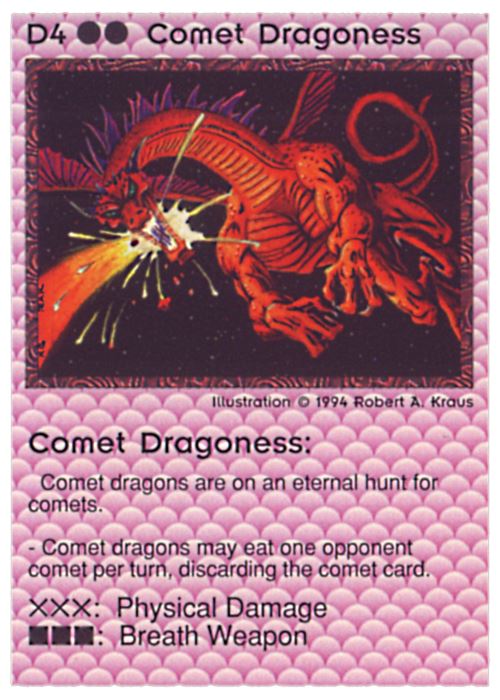 D4 ●● Comet Dragoness
Illustration © 1994 Robert A. Kraus
Comet Dragoness:
Comet dragons are on an eternal hunt for
comets.
- Comet dragons may eat one opponent
comet per turn, discarding the comet card.
XXX: Physical Damage
■■■: Breath Weapon